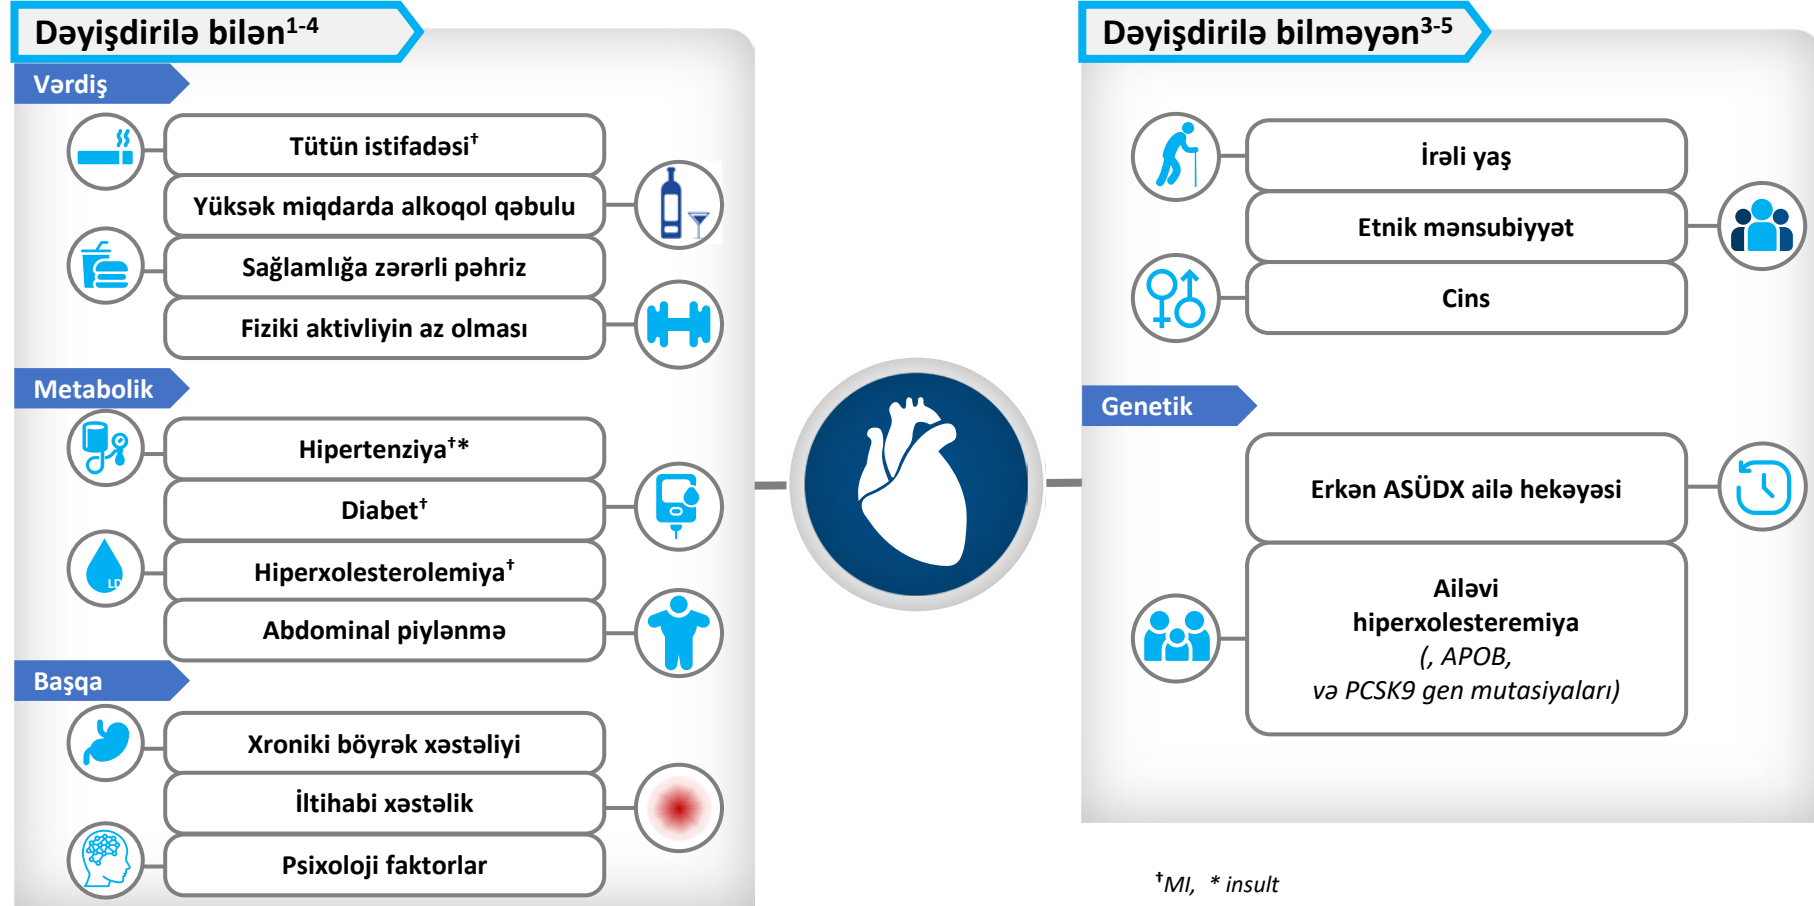 Dəyişdirilə bilən1-4
Vərdiş
Tütün istifadəsi†
Yüksək miqdarda alkoqol qəbulu
Sağlamlığa zərərli pəhriz
Fiziki aktivliyin az olması
Metabolik
Hipertenziya†*
Diabet†
Hiperxolesterolemiya†
LD
Abdominal piylənmə
Başqa
Xroniki böyrək xəstəliyi
İltihabi xəstəlik
Psixoloji faktorlar
Dəyişdirilə bilməyən3-5
İrəli yaş
Etnik mənsubiyyət
Cins
Genetik
Erkən ASÜDX ailə hekəyəsi
Ailəvi
hiperxolesteremiya
(, APOB,
və PCSK9 gen mutasiyaları)
†MI, * insult